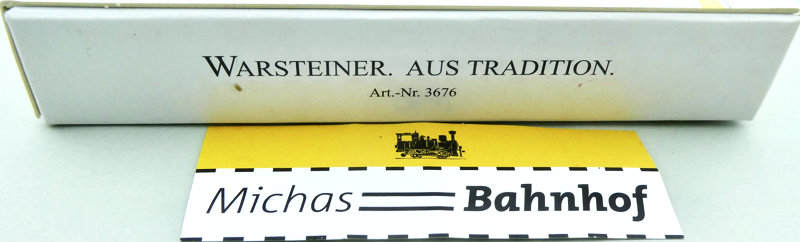 WARSTEINER. AUS TRADITION.
Art.-Nr. 3676
Michas Bahnhof